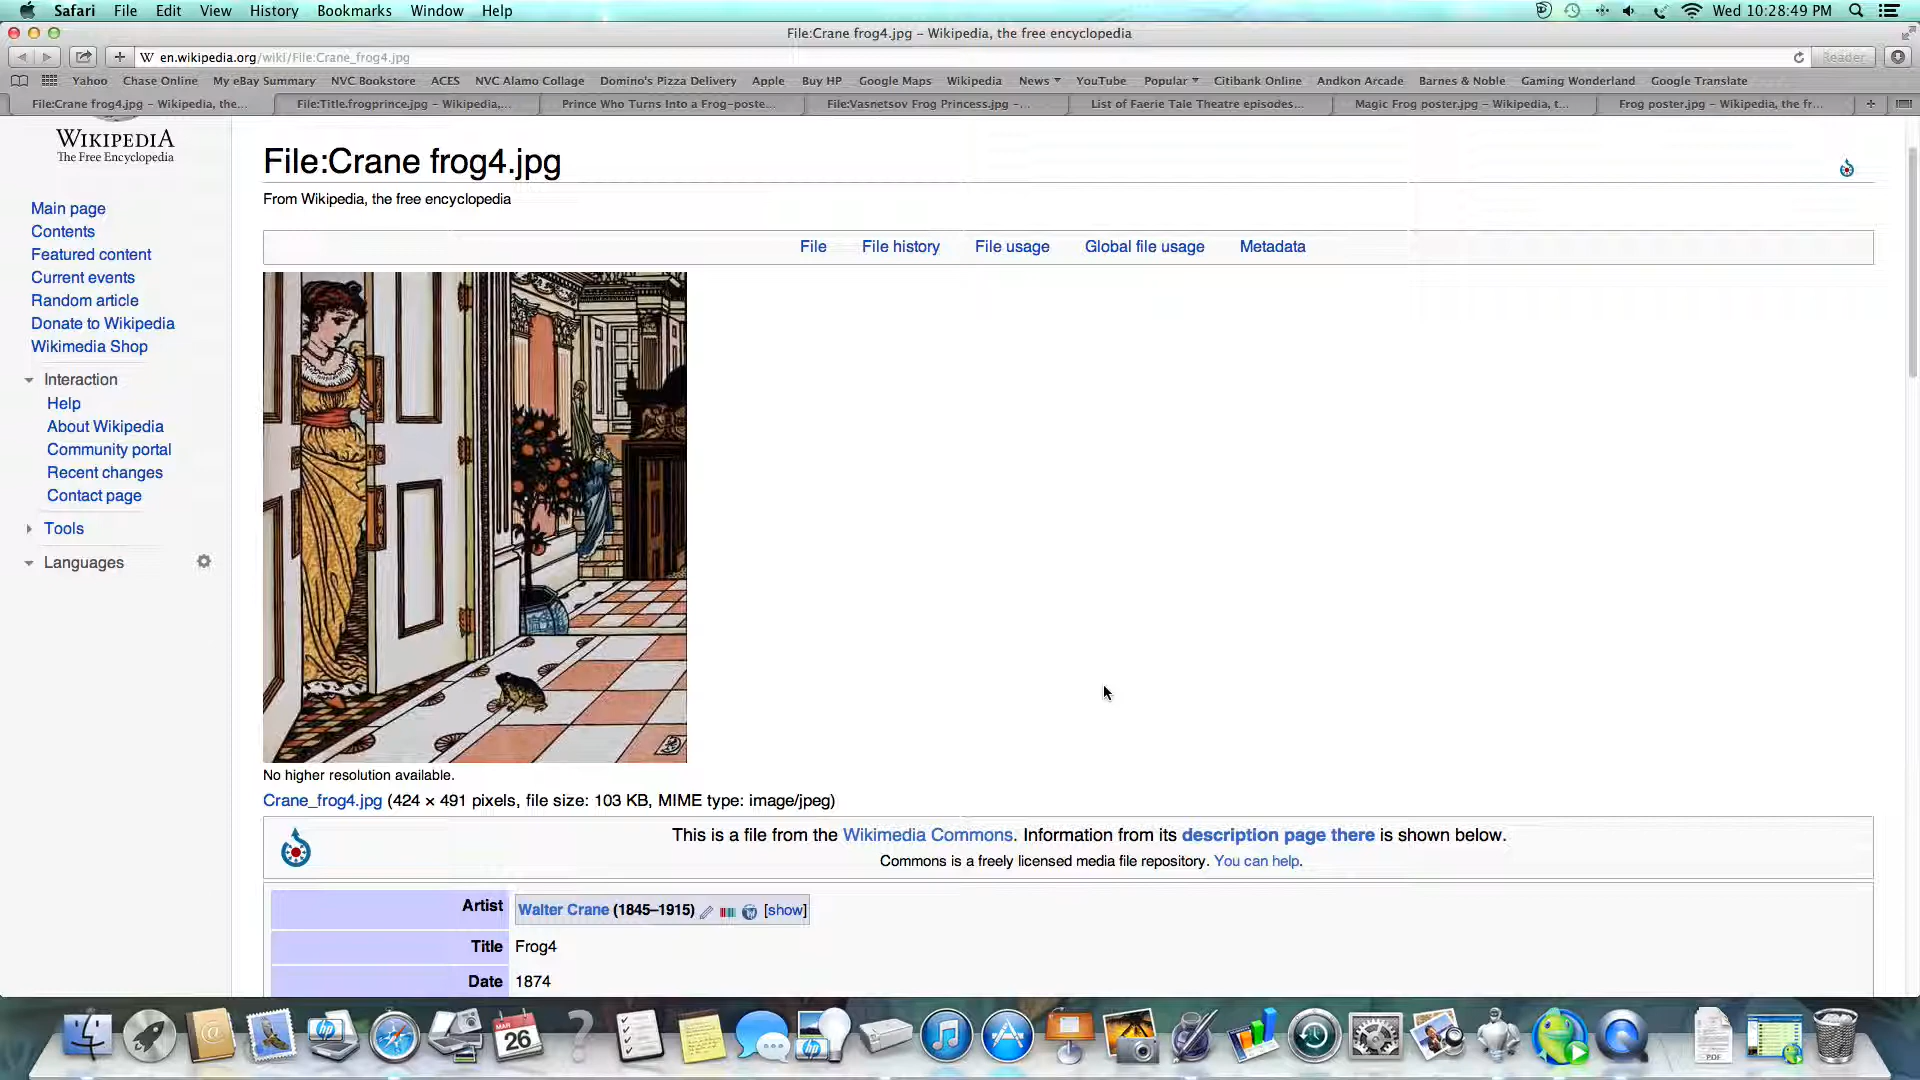 Safari File Edit View History Bookmarks Window Help Wed 10:28:49 PM
File:Crane frog4.jpg – Wikipedia, the free encyclopedia
en.wikipedia.org/wiki/File:Crane_frog4.jpg Reader
Yahoo Chase Online My eBay Summary NVC Bookstore ACES NVC Alamo Collage Domino's Pizza Delivery Apple Buy HP Google Maps Wikipedia News YouTube Popular Citibank Online Andkon Arcade Barnes & Noble Gaming Wonderland Google Translate
File:Crane frog4.jpg – Wikipedia, the... File:Title.frogprince.jpg – Wikipedia,... Prince Who Turns Into a Frog–poste... File:Vasnetsov Frog Princess.jpg –... List of Faerie Tale Theatre episodes... Magic Frog poster.jpg – Wikipedia, t... Frog poster.jpg – Wikipedia, the fr...
WIKIPEDIA
The Free Encyclopedia
Main page
Contents
Featured content
Current events
Random article
Donate to Wikipedia
Wikimedia Shop
Interaction
Help
About Wikipedia
Community portal
Recent changes
Contact page
Tools
Languages
File:Crane frog4.jpg
From Wikipedia, the free encyclopedia
File File history File usage Global file usage Metadata
No higher resolution available.
Crane_frog4.jpg (424 × 491 pixels, file size: 103 KB, MIME type: image/jpeg)
This is a file from the Wikimedia Commons. Information from its description page there is shown below.
Commons is a freely licensed media file repository. You can help.
Artist Walter Crane (1845–1915) [show]
Title Frog4
Date 1874
MAR
26
PDF